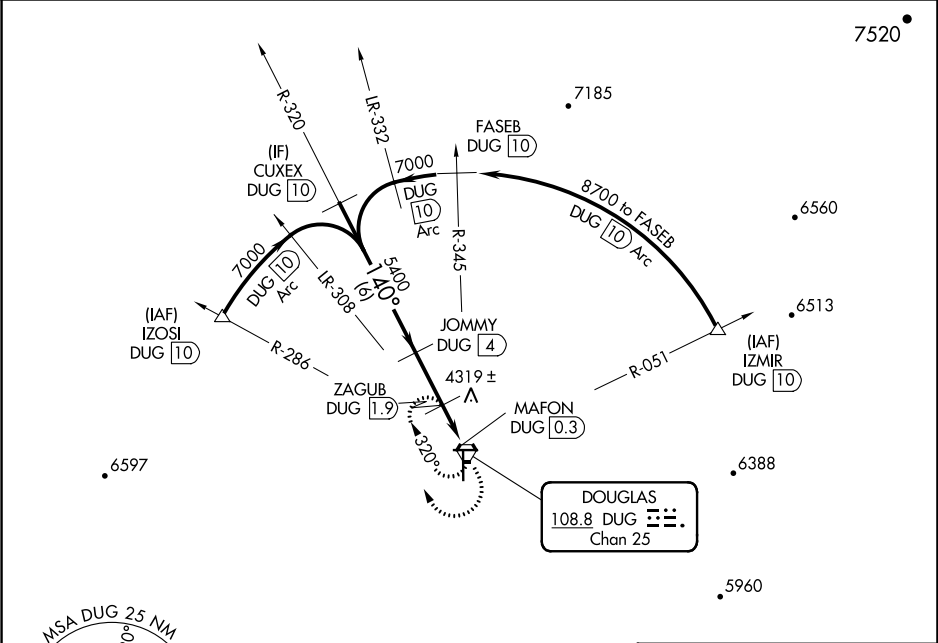 7520
7185
R-320
LR-332
FASEB
DUG 10
(IF)
CUXEX
DUG 10
7000
DUG
10
Arc
8700 to FASEB
DUG 10 Arc
6560
R-345
7000
DUG 10
Arc
LR-308
5400
140°
(6)
(IAF)
IZOSI
DUG 10
R-286
JOMMY
DUG 4
6513
(IAF)
IZMIR
DUG 10
R-051
4319 ±
ZAGUB
DUG 1.9
MAFON
DUG 0.3
320°
6597
6388
DOUGLAS
108.8 DUG
Chan 25
5960
MSA DUG 25 NM